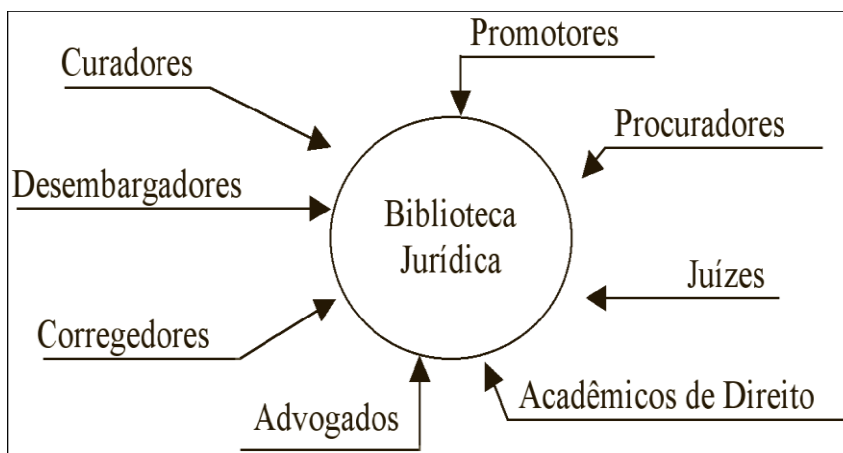 Promotores
Curadores
Procuradores
Desembargadores
Biblioteca
Jurídica
Juízes
Corregedores
Acadêmicos de Direito
Advogados